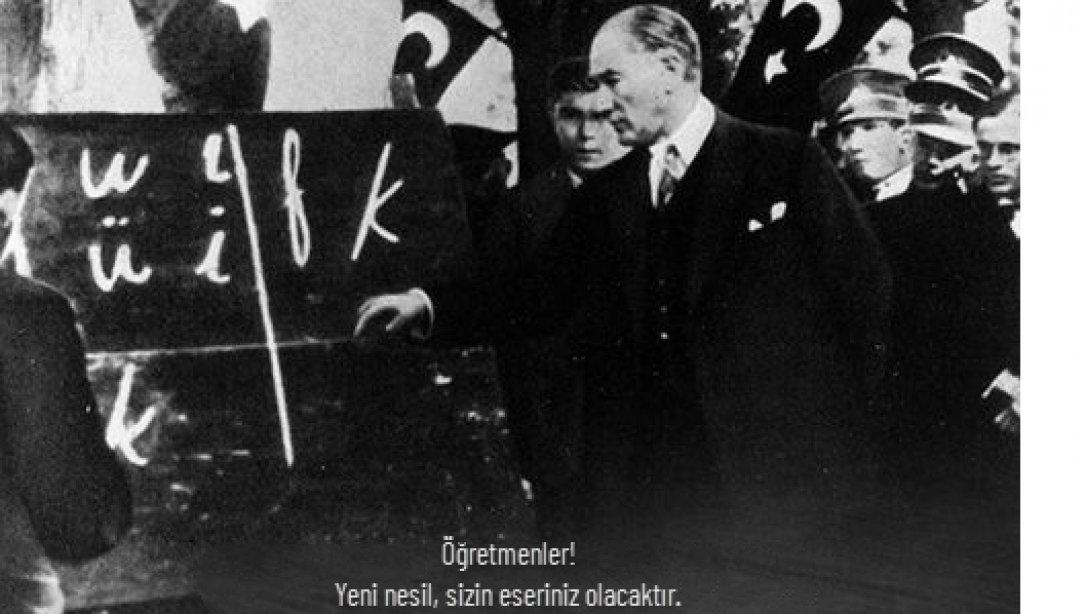 u ı f k
ü i
k
Öğretmenler!
Yeni nesil, sizin eseriniz olacaktır.